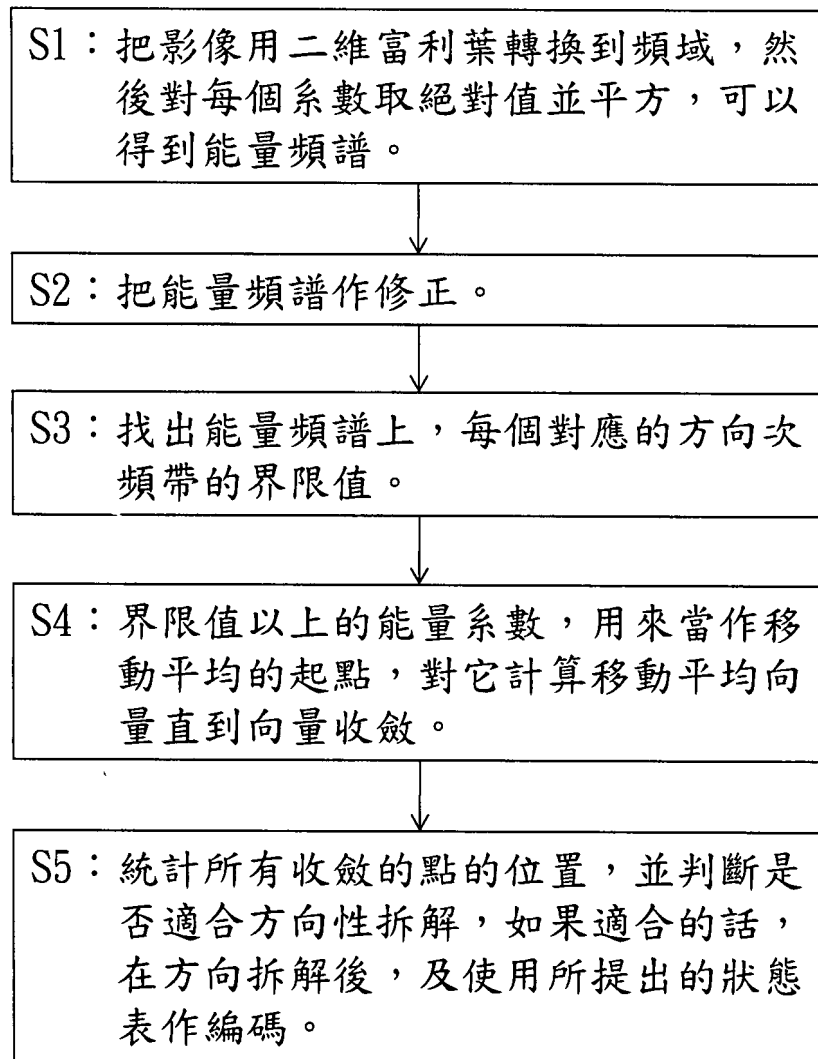 S1：把影像用二維富利葉轉換到頻域，然
後對每個系數取絕對值並平方，可以
得到能量頻譜。
S2：把能量頻譜作修正。
S3：找出能量頻譜上，每個對應的方向次
頻帶的界限值。
S4：界限值以上的能量系數，用來當作移
動平均的起點，對它計算移動平均向
量直到向量收斂。
S5：統計所有收斂的點的位置，並判斷是
否適合方向性拆解，如果適合的話，
在方向拆解後，及使用所提出的狀態
表作編碼。